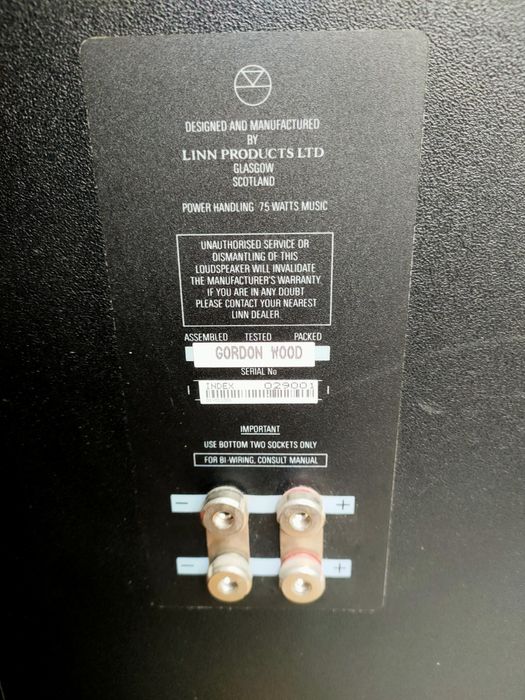 DESIGNED AND MANUFACTURED
BY
LINN PRODUCTS LTD
GLASGOW
SCOTLAND
POWER HANDLING 75 WATTS MUSIC
UNAUTHORISED SERVICE OR
DISMANTLING OF THIS
LOUDSPEAKER WILL INVALIDATE
THE MANUFACTURER'S WARRANTY.
IF YOU ARE IN ANY DOUBT
PLEASE CONTACT YOUR NEAREST
LINN DEALER
ASSEMBLED TESTED PACKED
GORDON WOOD
SERIAL No
INDEX 029001
IMPORTANT
USE BOTTOM TWO SOCKETS ONLY
FOR BI-WIRING, CONSULT MANUAL
− +
− +